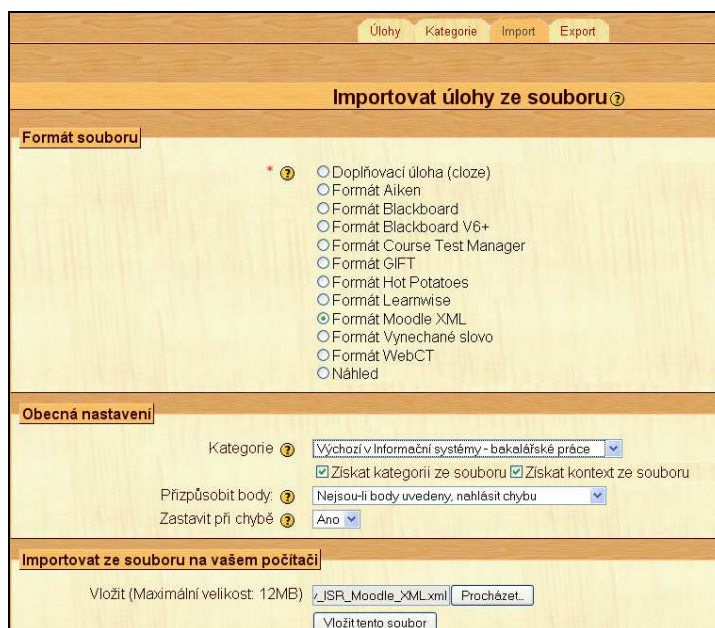 Úlohy Kategorie Import Export
Importovat úlohy ze souboru
Formát souboru
*
Doplňovací úloha (cloze)
Formát Aiken
Formát Blackboard
Formát Blackboard V6+
Formát Course Test Manager
Formát GIFT
Formát Hot Potatoes
Formát Learnwise
Formát Moodle XML
Formát Vynechané slovo
Formát WebCT
Náhled
Obecná nastavení
Kategorie Výchozí v Informační systémy - bakalářské práce
Získat kategorii ze souboru Získat kontext ze souboru
Přizpůsobit body: Nejsou-li body uvedeny, nahlásit chybu
Zastavit při chybě Ano
Importovat ze souboru na vašem počítači
Vložit (Maximální velikost: 12MB) _ISR_Moodle_XML.xml Procházet...
Vložit tento soubor